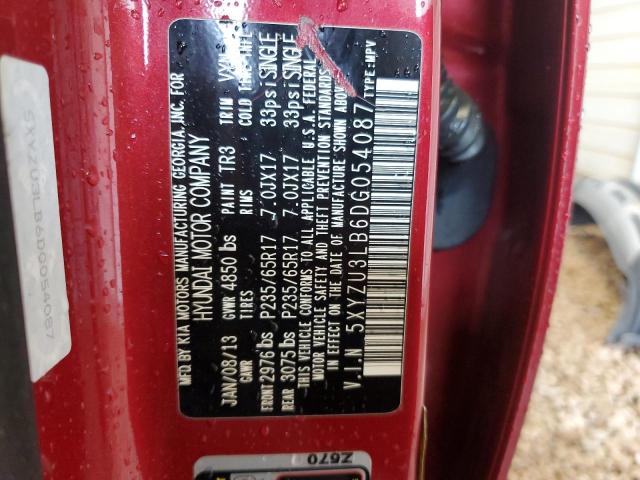 MFD BY KIA MOTORS MANUFACTURING GEORGIA, INC. FOR
HYUNDAI MOTOR COMPANY
JAN/08/13 GVWR 4850 lbs PAINT TR3 TRIM
GAWR TIRES RIMS COLD TIRE INFL
FRONT 2976 lbs P235/65R17 7.0JX17 33psi SINGLE
REAR 3075 lbs P235/65R17 7.0JX17 33psi SINGLE
THIS VEHICLE CONFORMS TO ALL APPLICABLE U.S.A. FEDERAL
MOTOR VEHICLE SAFETY AND THEFT PREVENTION STANDARDS
IN EFFECT ON THE DATE OF MANUFACTURE SHOWN ABOVE.
V.I.N 5XYZU3LB6DG054087 TYPE:MPV
5XYZU3LB6DG054087
Z570